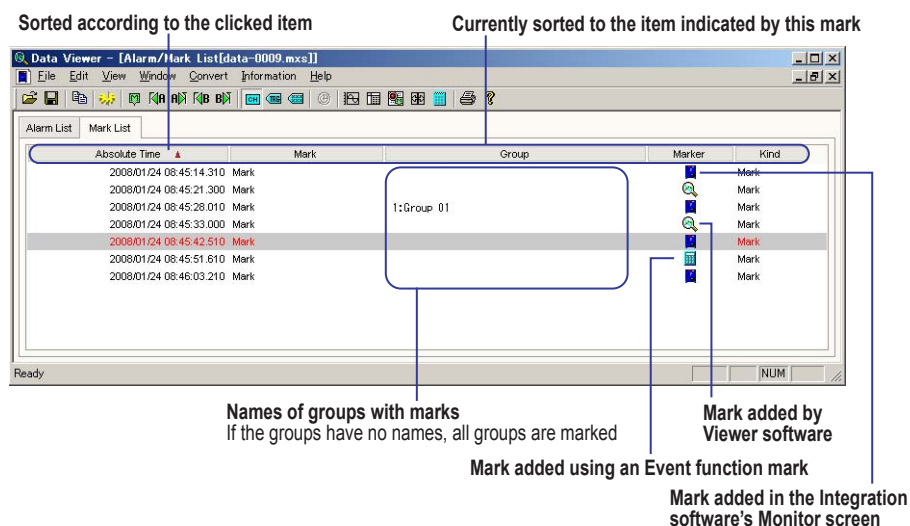 Sorted according to the clicked item
Currently sorted to the item indicated by this mark
Data Viewer - [Alarm/Mark List[data-0009.mxs]]
File Edit View Window Convert Information Help
Alarm List Mark List
Absolute Time Mark Group Marker Kind
2008/01/24 08:45:14.310 Mark Mark
2008/01/24 08:45:21.300 Mark Mark
2008/01/24 08:45:28.010 Mark 1:Group 01 Mark
2008/01/24 08:45:33.000 Mark Mark
2008/01/24 08:45:42.510 Mark Mark
2008/01/24 08:45:51.610 Mark Mark
2008/01/24 08:46:03.210 Mark Mark
Ready NUM
Names of groups with marks
If the groups have no names, all groups are marked
Mark added by
Viewer software
Mark added using an Event function mark
Mark added in the Integration
software's Monitor screen